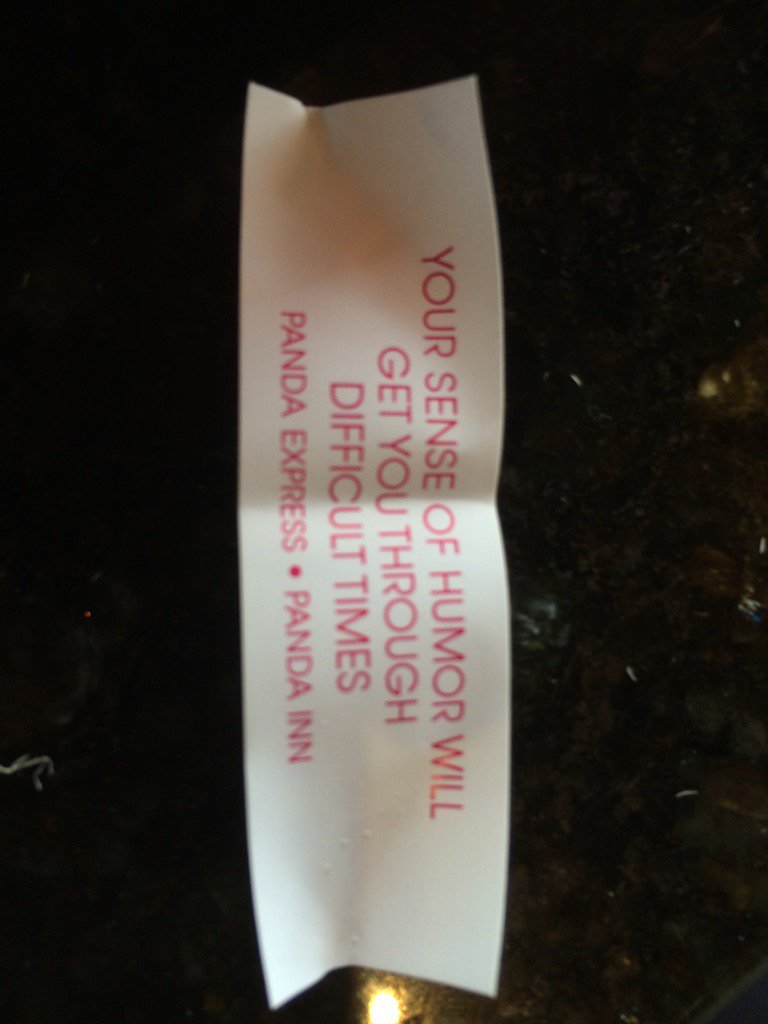 YOUR SENSE OF HUMOR WILL
GET YOU THROUGH
DIFFICULT TIMES
PANDA EXPRESS • PANDA INN